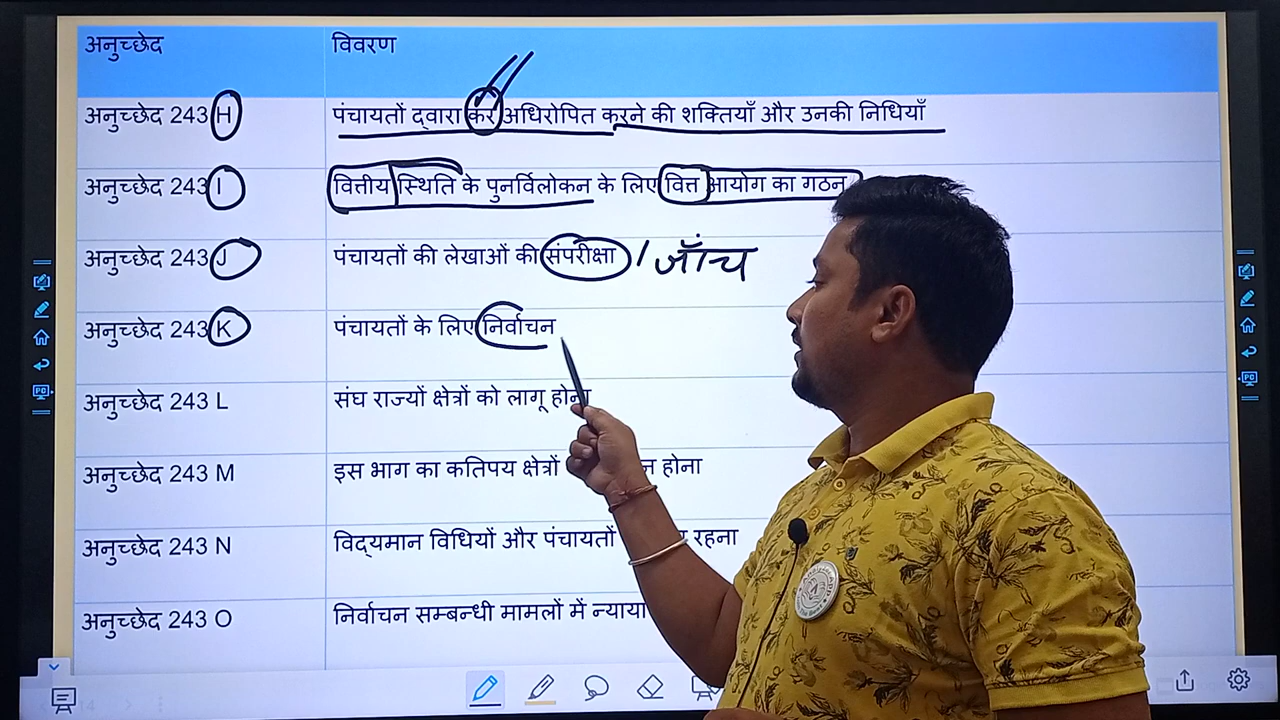 अनुच्छेद विवरण
अनुच्छेद 243 H पंचायतों द्वारा कर अधिरोपित करने की शक्तियाँ और उनकी निधियाँ
अनुच्छेद 243 I वित्तीय स्थिति के पुनर्विलोकन के लिए वित्त आयोग का गठन
अनुच्छेद 243 J पंचायतों की लेखाओं की संपरीक्षा / जाँच
अनुच्छेद 243 K पंचायतों के लिए निर्वाचन
अनुच्छेद 243 L संघ राज्यों क्षेत्रों को लागू होना
अनुच्छेद 243 M इस भाग का कतिपय क्षेत्रों होना
अनुच्छेद 243 N विद्यमान विधियों और पंचायतों रहना
अनुच्छेद 243 O निर्वाचन सम्बन्धी मामलों में